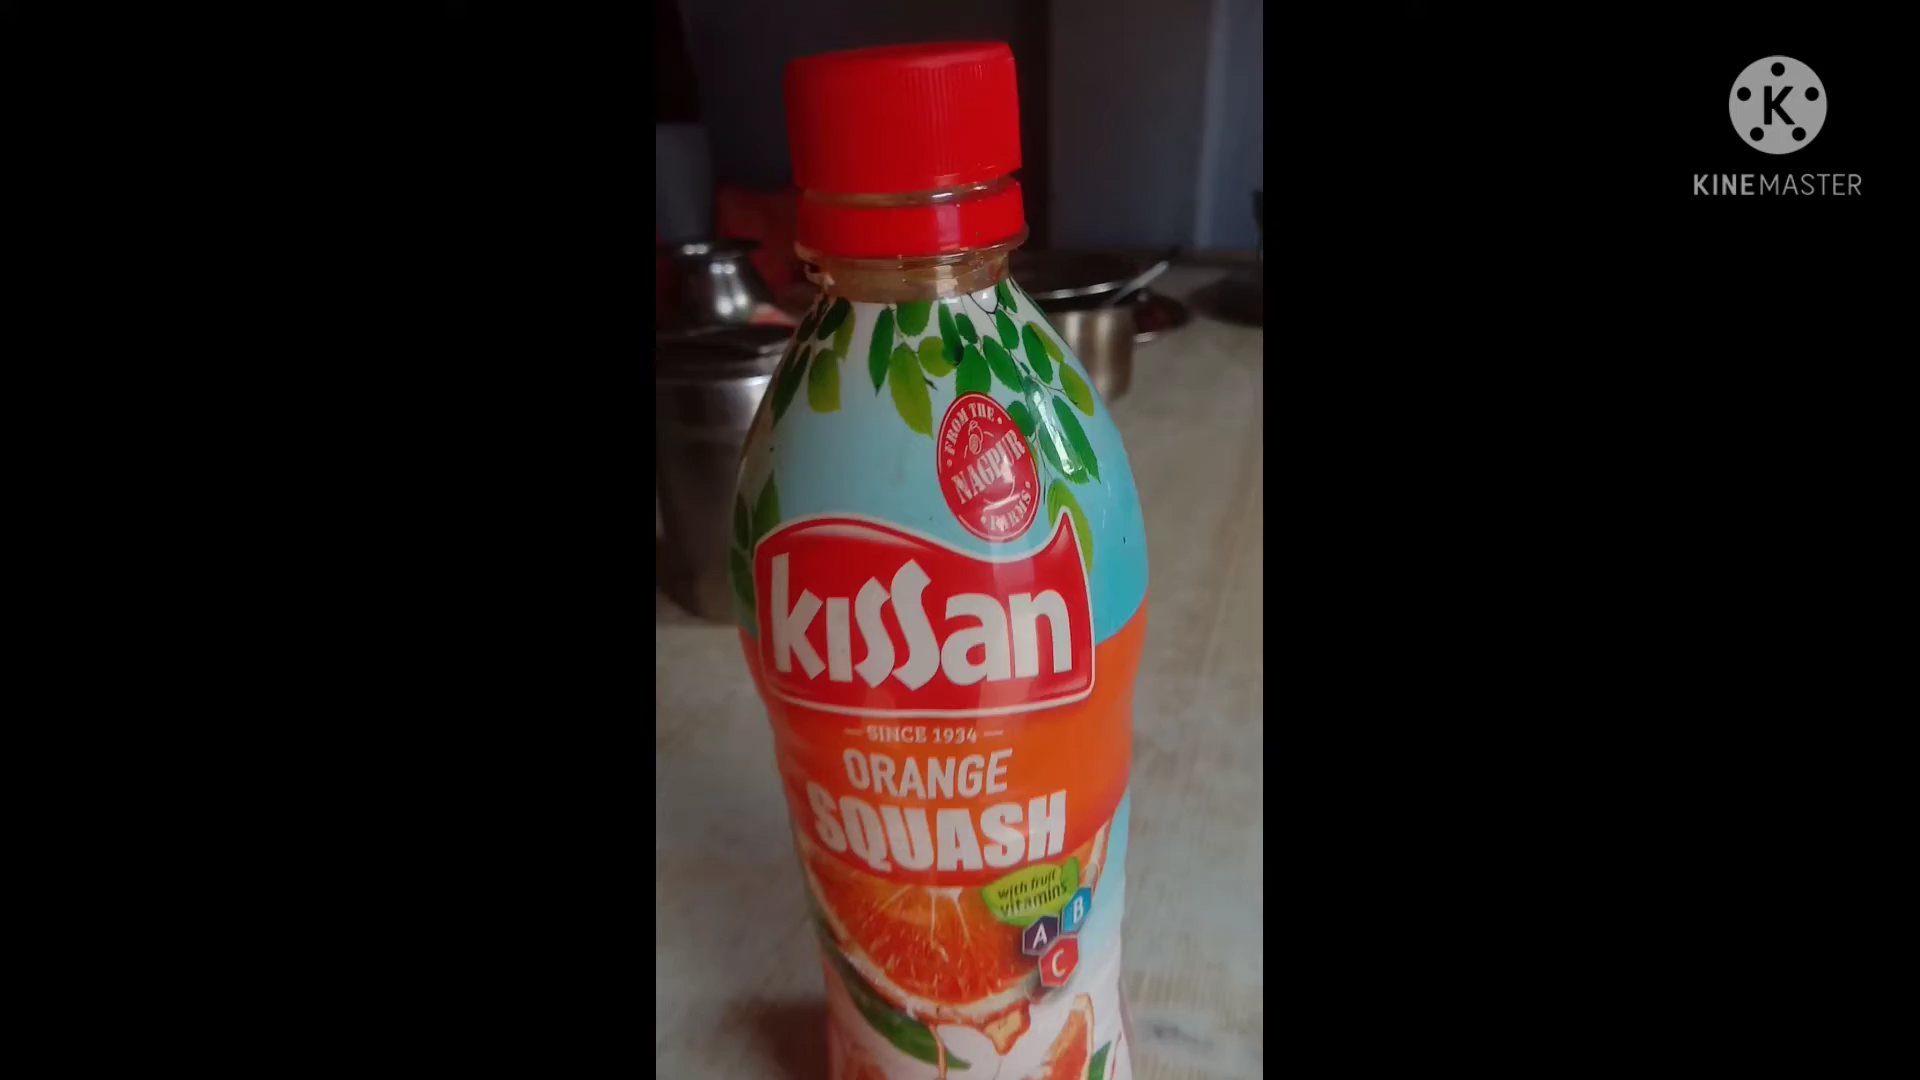 KINEMASTER
FROM THE
NAGPUR
FARMS
kissan
SINCE 1934
ORANGE
SQUASH
with fruit
vitamins
B
A
C